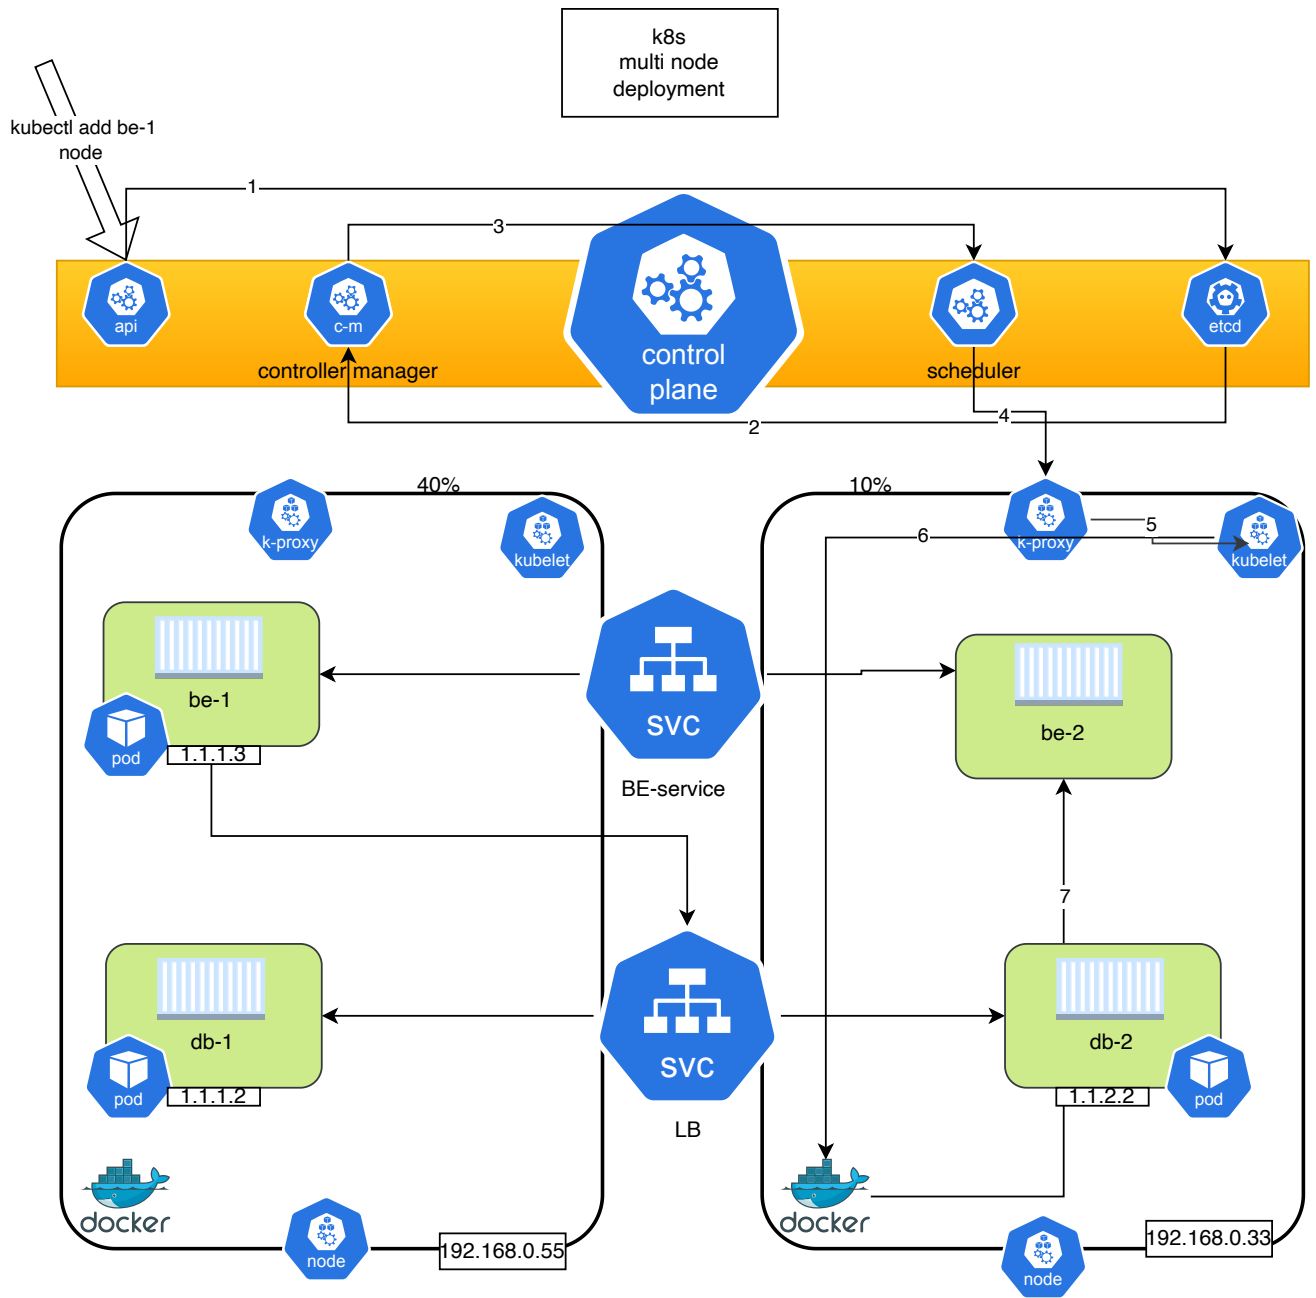 k8s
multi node
deployment
kubectl add be-1
node
1
3
api
c-m
control
plane
etcd
controller manager
scheduler
4
2
40%
10%
k-proxy
kubelet
k-proxy
5
6
kubelet
be-1
pod
1.1.1.3
svc
BE-service
be-2
7
db-1
pod
1.1.1.2
svc
LB
db-2
1.1.2.2
pod
docker
node
192.168.0.55
docker
node
192.168.0.33